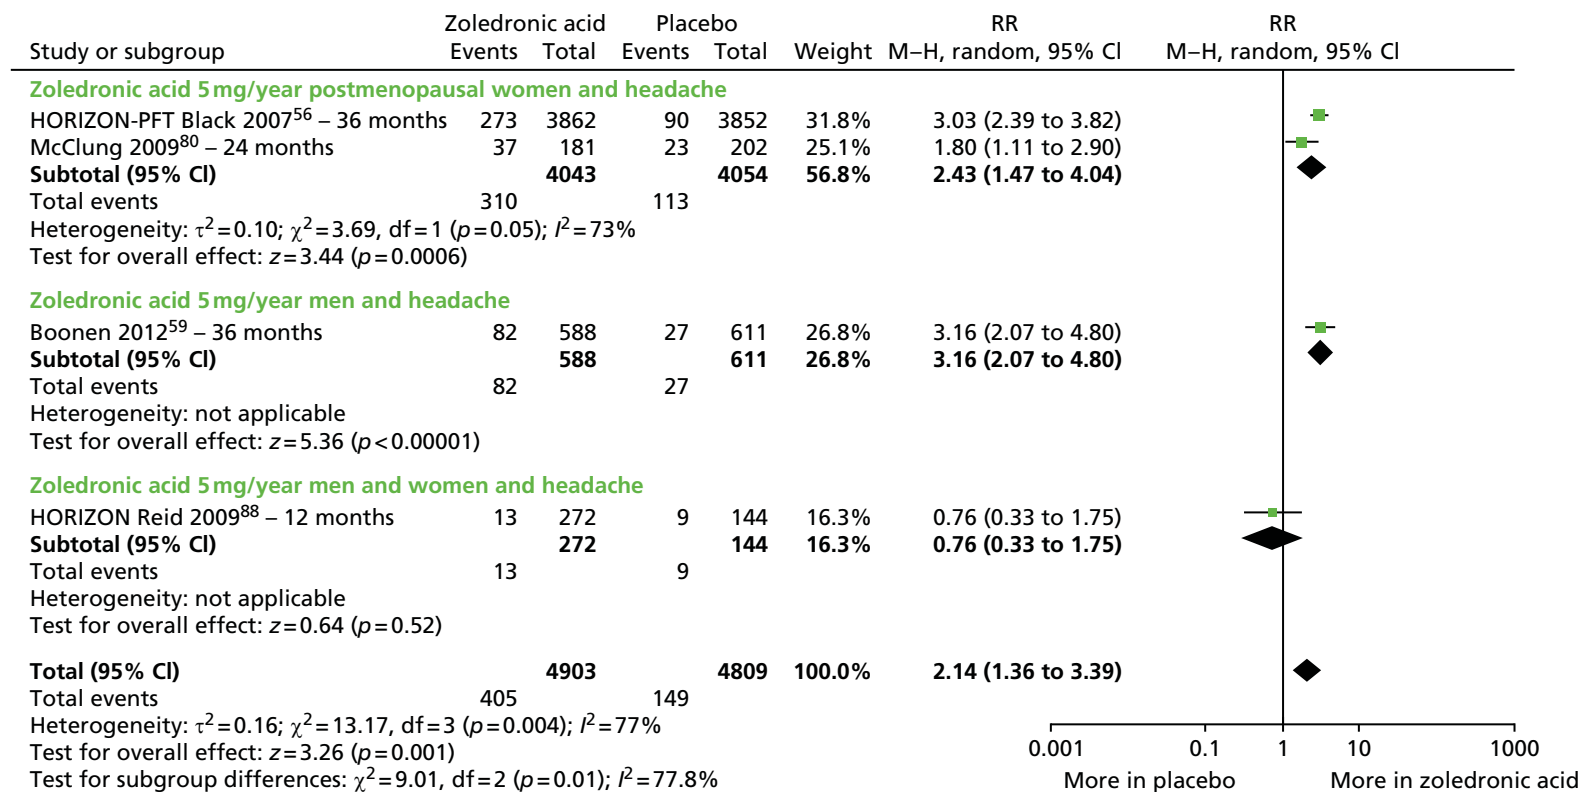 Zoledronic acid Placebo RR RR
Study or subgroup Events Total Events Total Weight M–H, random, 95% CI M–H, random, 95% CI
Zoledronic acid 5 mg/year postmenopausal women and headache
HORIZON-PFT Black 2007⁵⁶ – 36 months 273 3862 90 3852 31.8% 3.03 (2.39 to 3.82)
McClung 2009⁸⁰ – 24 months 37 181 23 202 25.1% 1.80 (1.11 to 2.90)
Subtotal (95% CI) 4043 4054 56.8% 2.43 (1.47 to 4.04)
Total events 310 113
Heterogeneity: τ²=0.10; χ²=3.69, df=1 (p=0.05); I²=73%
Test for overall effect: z=3.44 (p=0.0006)
Zoledronic acid 5 mg/year men and headache
Boonen 2012⁵⁹ – 36 months 82 588 27 611 26.8% 3.16 (2.07 to 4.80)
Subtotal (95% CI) 588 611 26.8% 3.16 (2.07 to 4.80)
Total events 82 27
Heterogeneity: not applicable
Test for overall effect: z=5.36 (p<0.00001)
Zoledronic acid 5 mg/year men and women and headache
HORIZON Reid 2009⁸⁸ – 12 months 13 272 9 144 16.3% 0.76 (0.33 to 1.75)
Subtotal (95% CI) 272 144 16.3% 0.76 (0.33 to 1.75)
Total events 13 9
Heterogeneity: not applicable
Test for overall effect: z=0.64 (p=0.52)
Total (95% CI) 4903 4809 100.0% 2.14 (1.36 to 3.39)
Total events 405 149
Heterogeneity: τ²=0.16; χ²=13.17, df=3 (p=0.004); I²=77%
Test for overall effect: z=3.26 (p=0.001)
Test for subgroup differences: χ²=9.01, df=2 (p=0.01); I²=77.8%
0.001 0.1 1 10 1000
More in placebo More in zoledronic acid